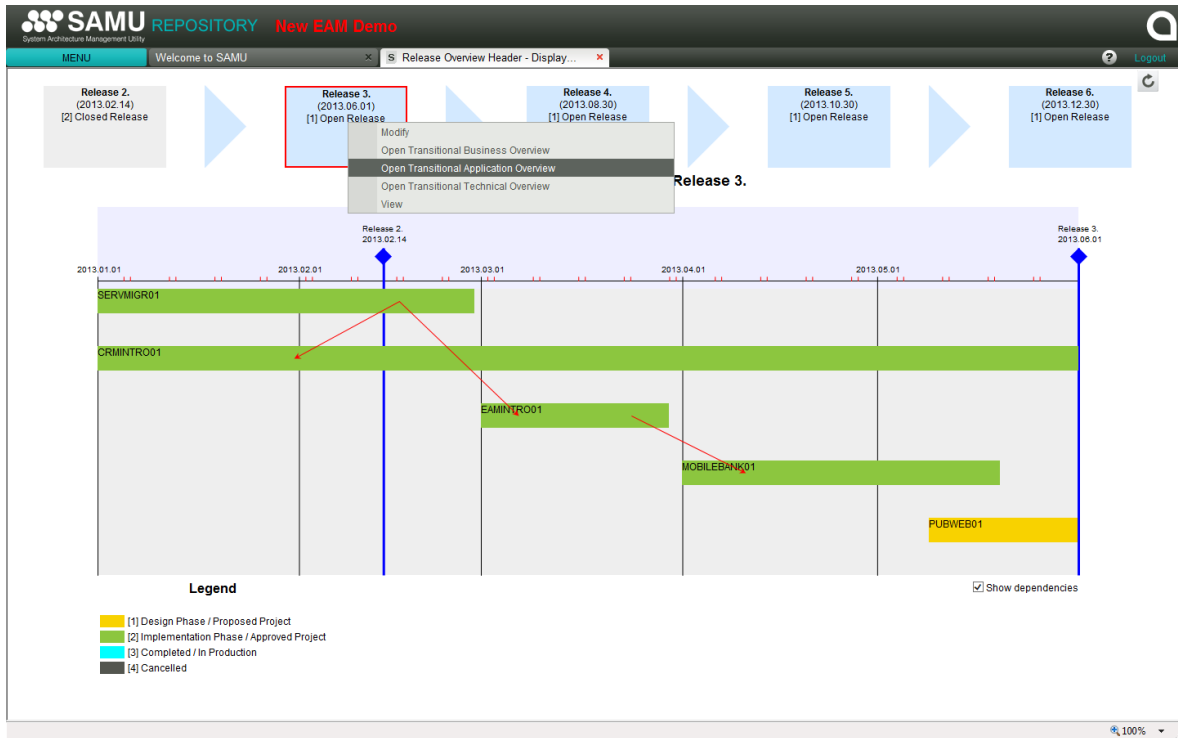 SAMU REPOSITORY New EAM Demo
System Architecture Management Utility
MENU Welcome to SAMU × S Release Overview Header - Display... × ? Logout
Release 2.
(2013.02.14)
[2] Closed Release
Release 3.
(2013.06.01)
[1] Open Release
Release 4.
(2013.08.30)
[1] Open Release
Release 5.
(2013.10.30)
[1] Open Release
Release 6.
(2013.12.30)
[1] Open Release
Modify
Open Transitional Business Overview
Open Transitional Application Overview
Open Transitional Technical Overview
View
Release 3.
Release 2.
2013.02.14
Release 3.
2013.06.01
2013.01.01 2013.02.01 2013.03.01 2013.04.01 2013.05.01
SERVMIGR01
CRMINTRO01
EAMINTRO01
MOBILEBANK01
PUBWEB01
Legend
Show dependencies
[1] Design Phase / Proposed Project
[2] Implementation Phase / Approved Project
[3] Completed / In Production
[4] Cancelled
100%